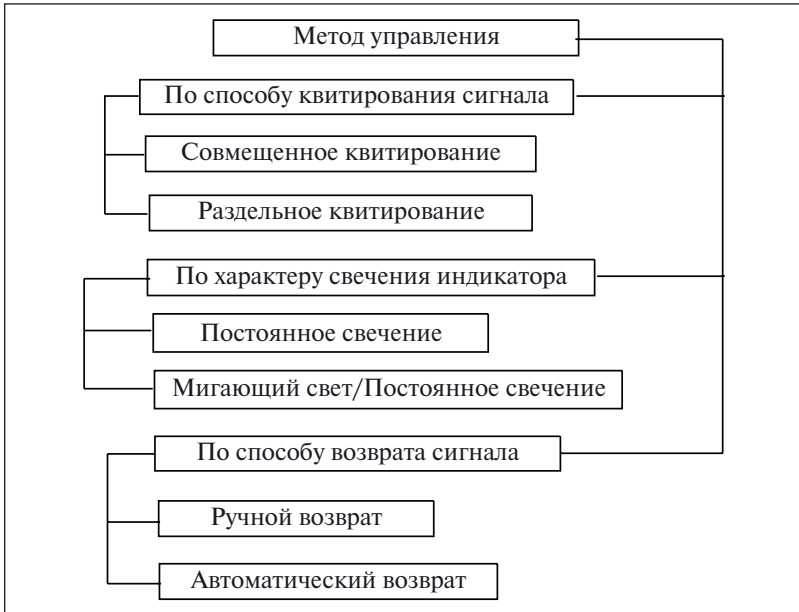 Метод управления
По способу квитирования сигнала
Совмещенное квитирование
Раздельное квитирование
По характеру свечения индикатора
Постоянное свечение
Мигающий свет/Постоянное свечение
По способу возврата сигнала
Ручной возврат
Автоматический возврат